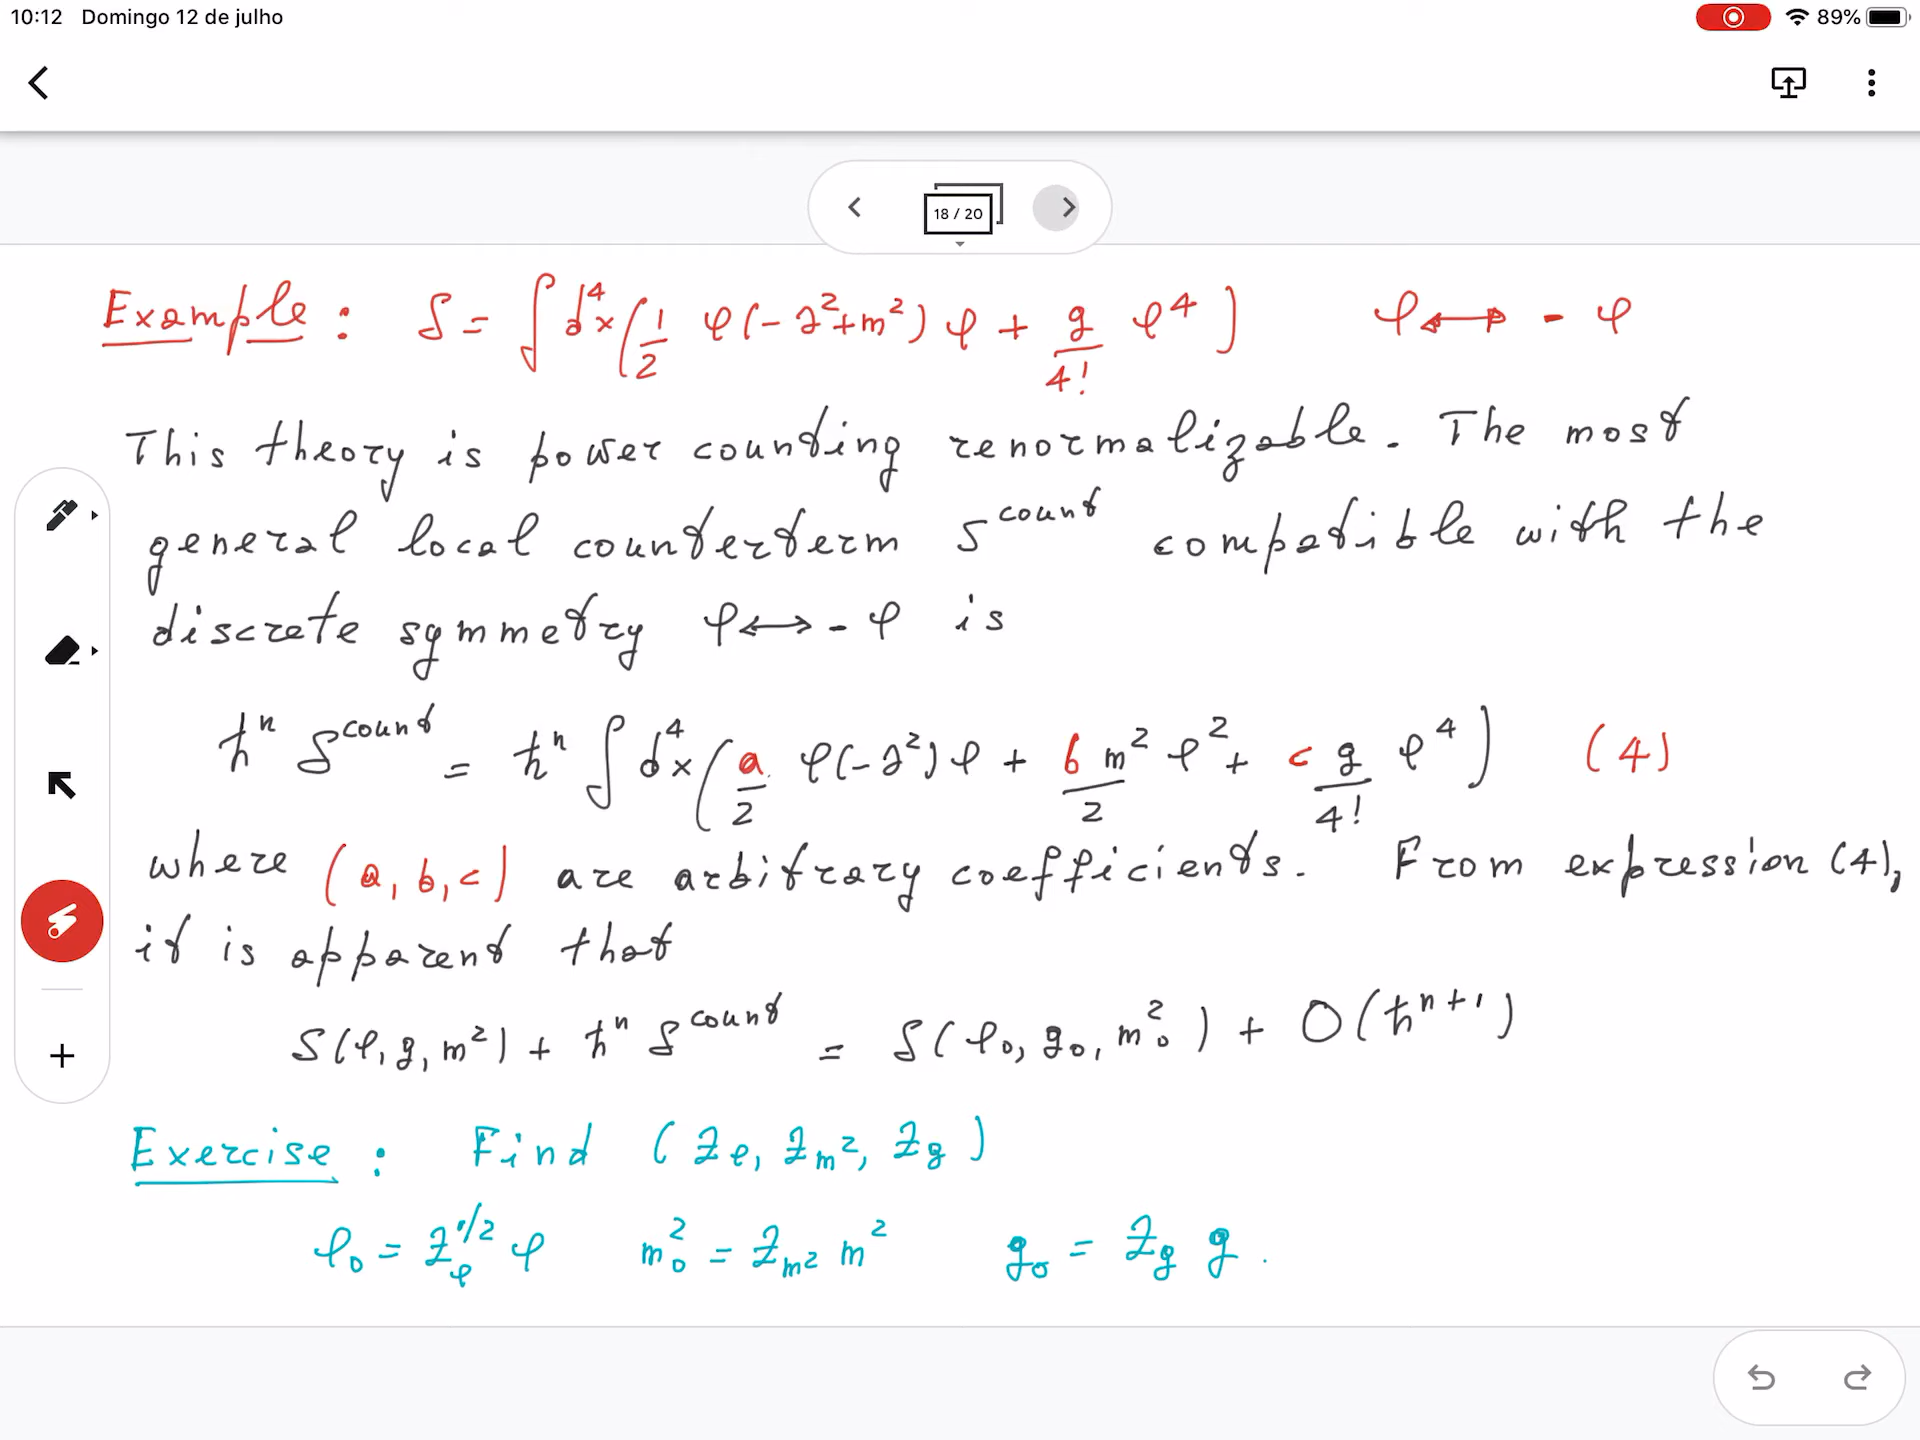 10:12 Domingo 12 de julho 89%
18 / 20
Example : S = ∫ d⁴x ( 1/2 φ(-∂²+m²) φ + g/4! φ⁴ ) φ ↔ - φ
This theory is power counting renormalizable. The most
general local counterterm S^count compatible with the
discrete symmetry φ ↔ - φ is
ħⁿ S^count = ħⁿ ∫ d⁴x ( a/2 φ(-∂²)φ + b m²/2 φ² + c g/4! φ⁴ ) (4)
where (a, b, c) are arbitrary coefficients. From expression (4),
it is apparent that
S(φ, g, m²) + ħⁿ S^count = S(φ₀, g₀, m₀²) + O(ħⁿ⁺¹)
Exercise : Find (Z_φ, Z_m², Z_g)
φ₀ = Z_φ^1/2 φ m₀² = Z_m² m² g₀ = Z_g g .